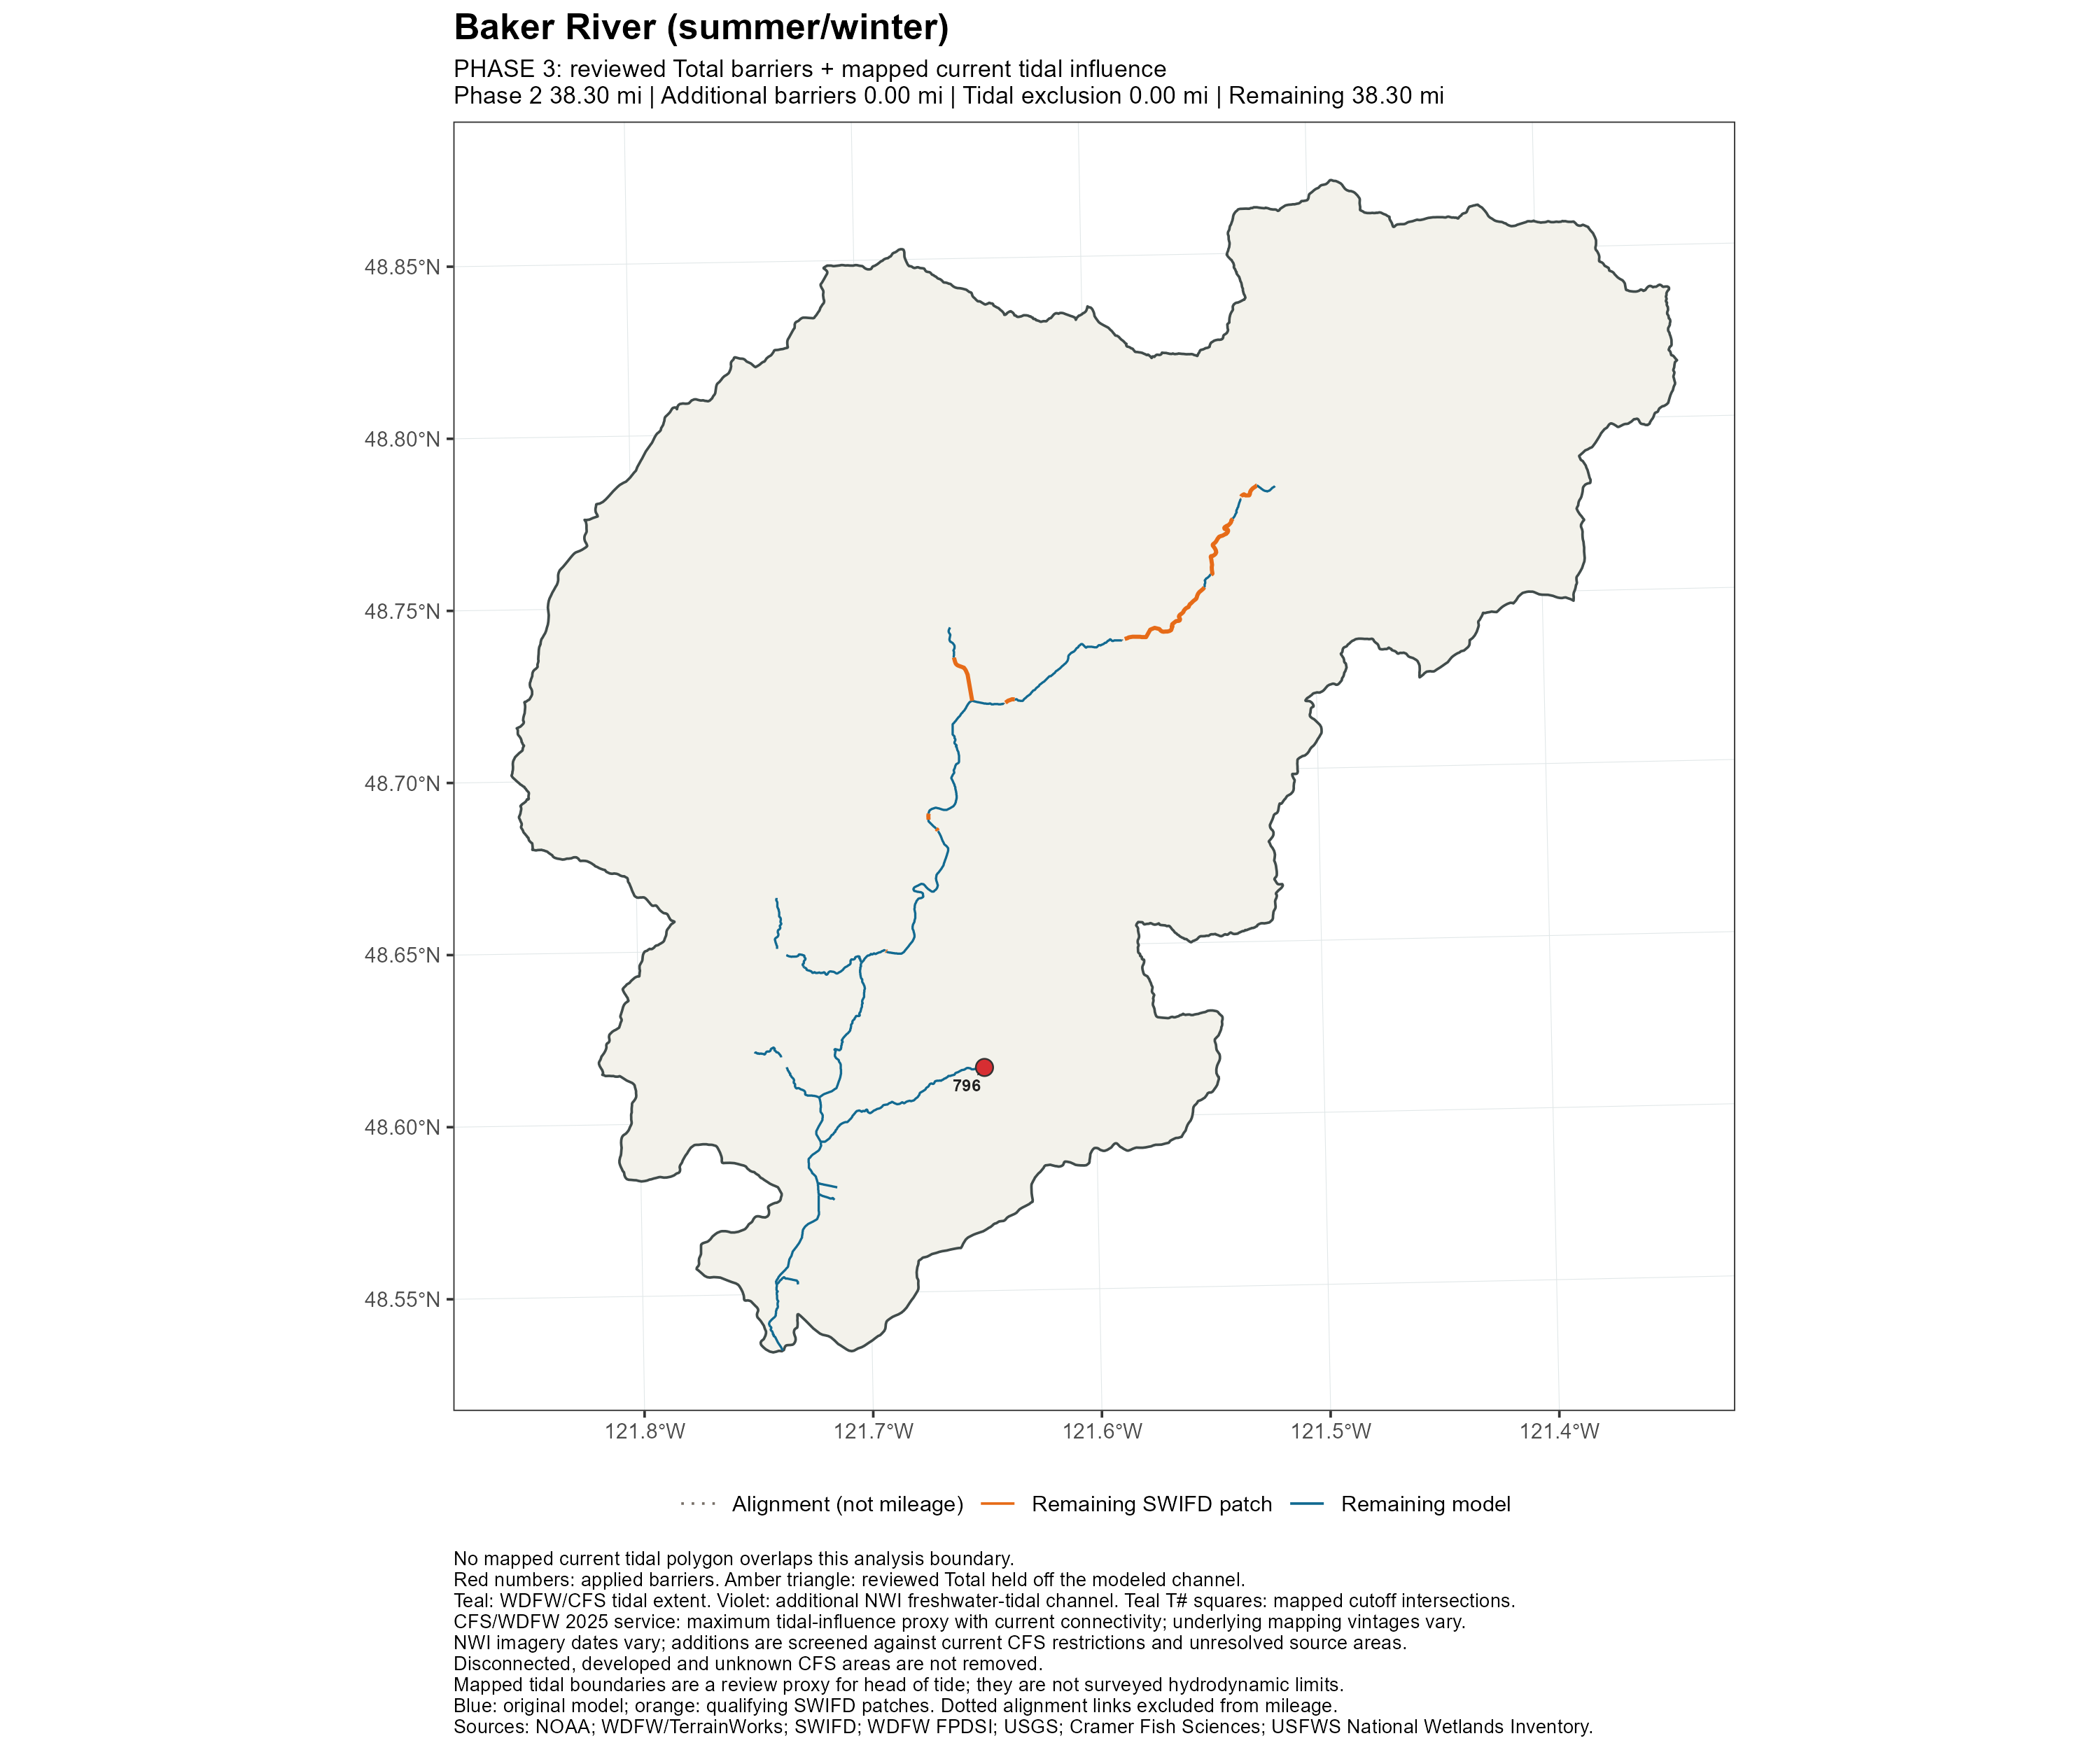 Baker River (summer/winter)
PHASE 3: reviewed Total barriers + mapped current tidal influence
Phase 2 38.30 mi | Additional barriers 0.00 mi | Tidal exclusion 0.00 mi | Remaining 38.30 mi
48.85°N
48.80°N
48.75°N
48.70°N
48.65°N
796
48.60°N
48.55°N
121.8°W 121.7°W 121.6°W 121.5°W 121.4°W
Alignment (not mileage) Remaining SWIFD patch Remaining model
No mapped current tidal polygon overlaps this analysis boundary.
Red numbers: applied barriers. Amber triangle: reviewed Total held off the modeled channel.
Teal: WDFW/CFS tidal extent. Violet: additional NWI freshwater-tidal channel. Teal T# squares: mapped cutoff intersections.
CFS/WDFW 2025 service: maximum tidal-influence proxy with current connectivity; underlying mapping vintages vary.
NWI imagery dates vary; additions are screened against current CFS restrictions and unresolved source areas.
Disconnected, developed and unknown CFS areas are not removed.
Mapped tidal boundaries are a review proxy for head of tide; they are not surveyed hydrodynamic limits.
Blue: original model; orange: qualifying SWIFD patches. Dotted alignment links excluded from mileage.
Sources: NOAA; WDFW/TerrainWorks; SWIFD; WDFW FPDSI; USGS; Cramer Fish Sciences; USFWS National Wetlands Inventory.